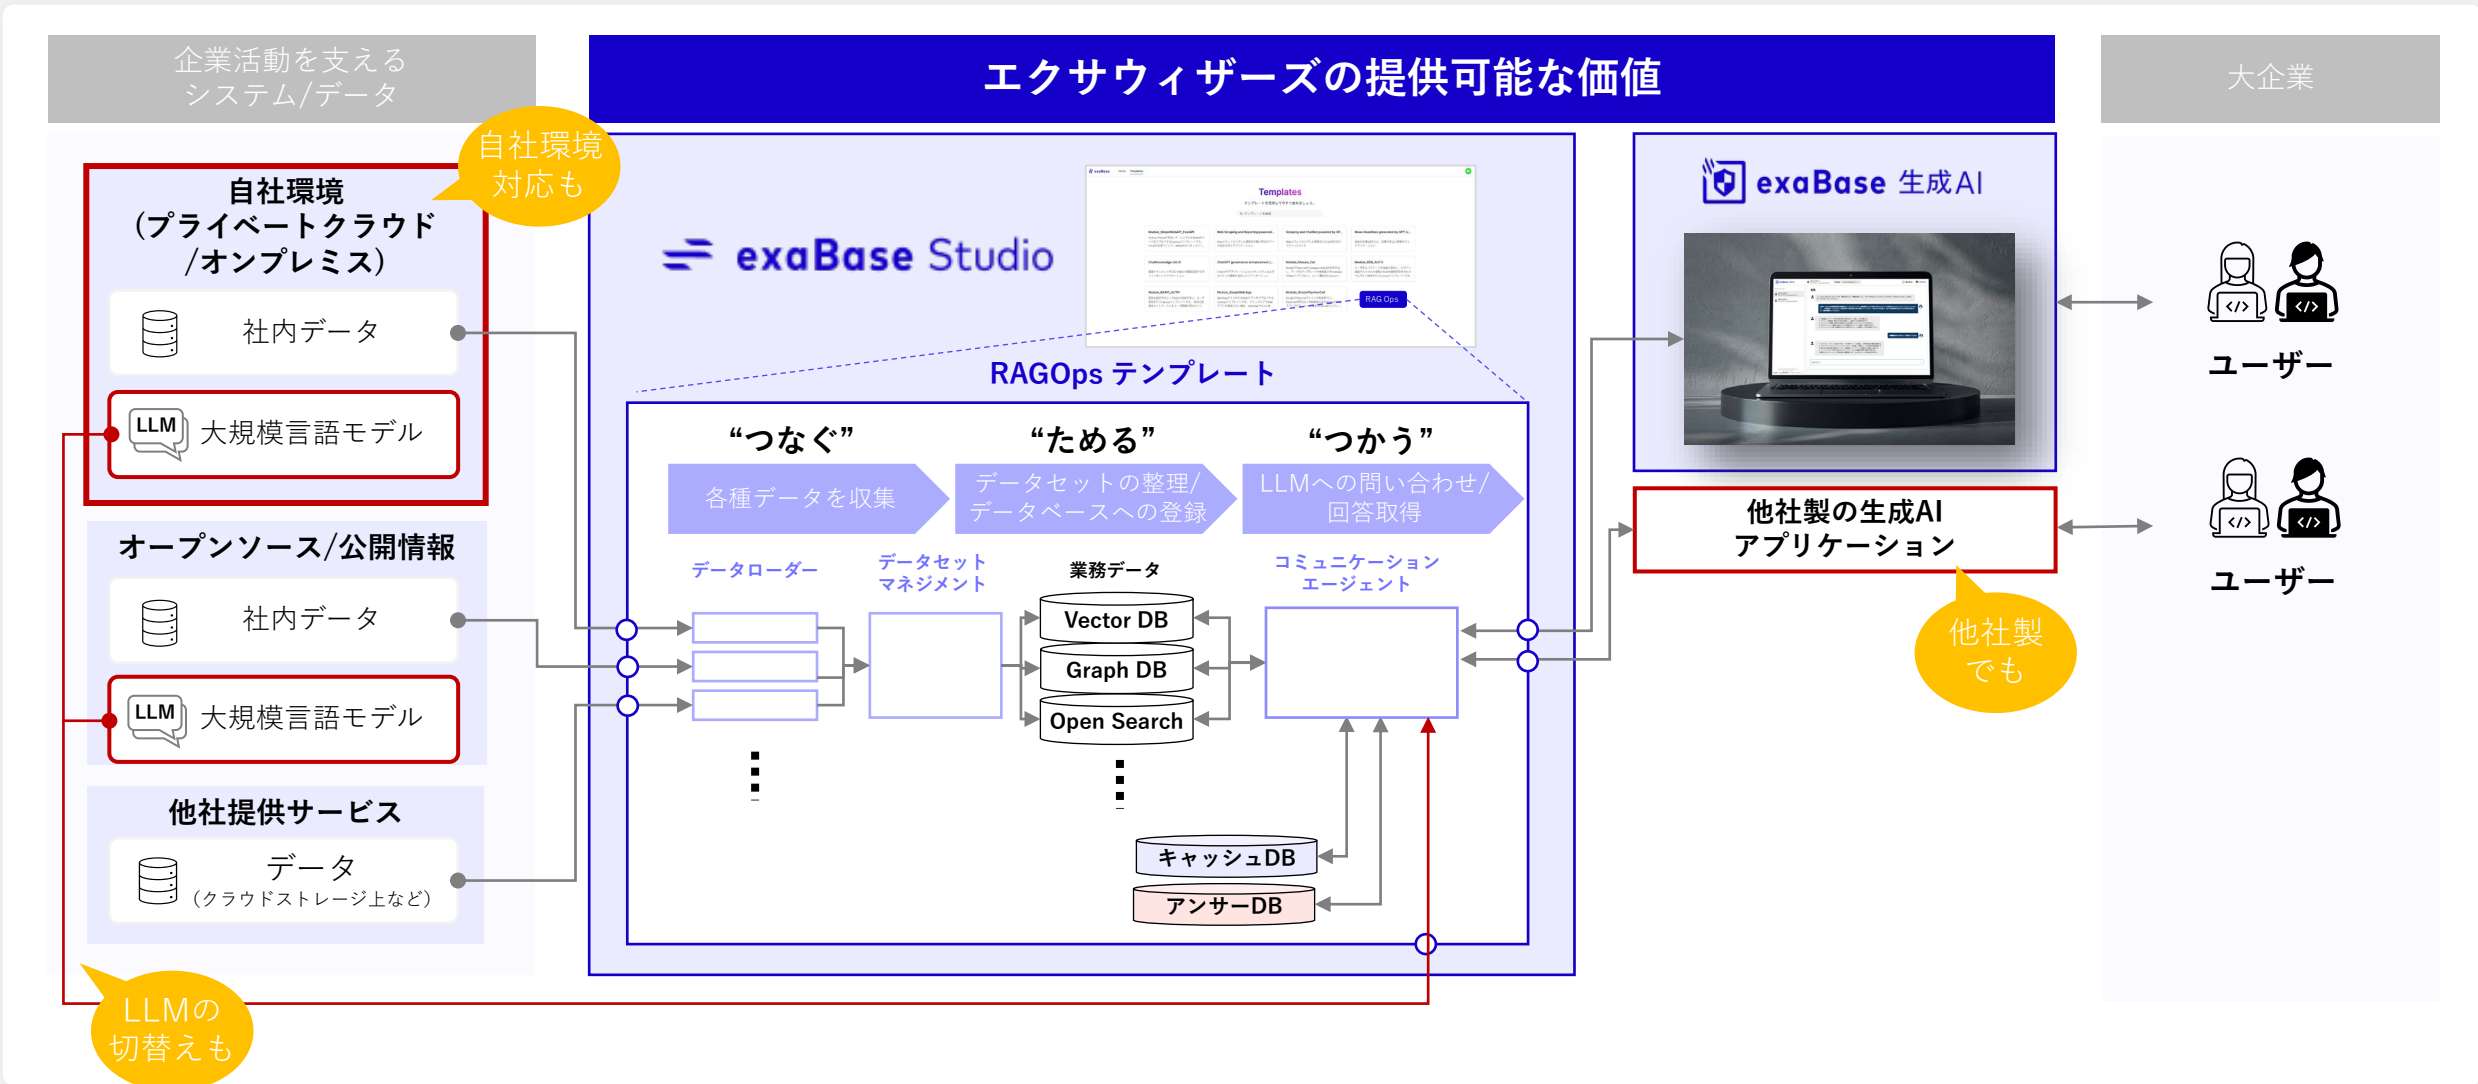 企業活動を支える
システム/データ
エクサウィザーズの提供可能な価値
大企業
自社環境
対応も
自社環境
(プライベートクラウド
/オンプレミス)
社内データ
LLM
大規模言語モデル
オープンソース/公開情報
社内データ
LLM
大規模言語モデル
他社提供サービス
データ
(クラウドストレージ上など)
LLMの
切替えも
exaBase Studio
exaBase
Templates
RAG Ops
RAGOps テンプレート
“つなぐ”
“ためる”
“つかう”
各種データを収集
データセットの整理/
データベースへの登録
LLMへの問い合わせ/
回答取得
データローダー
データセット
マネジメント
業務データ
コミュニケーション
エージェント
Vector DB
Graph DB
Open Search
キャッシュDB
アンサーDB
exaBase 生成AI
他社製の生成AI
アプリケーション
他社製
でも
</>
</>
ユーザー
</>
</>
ユーザー